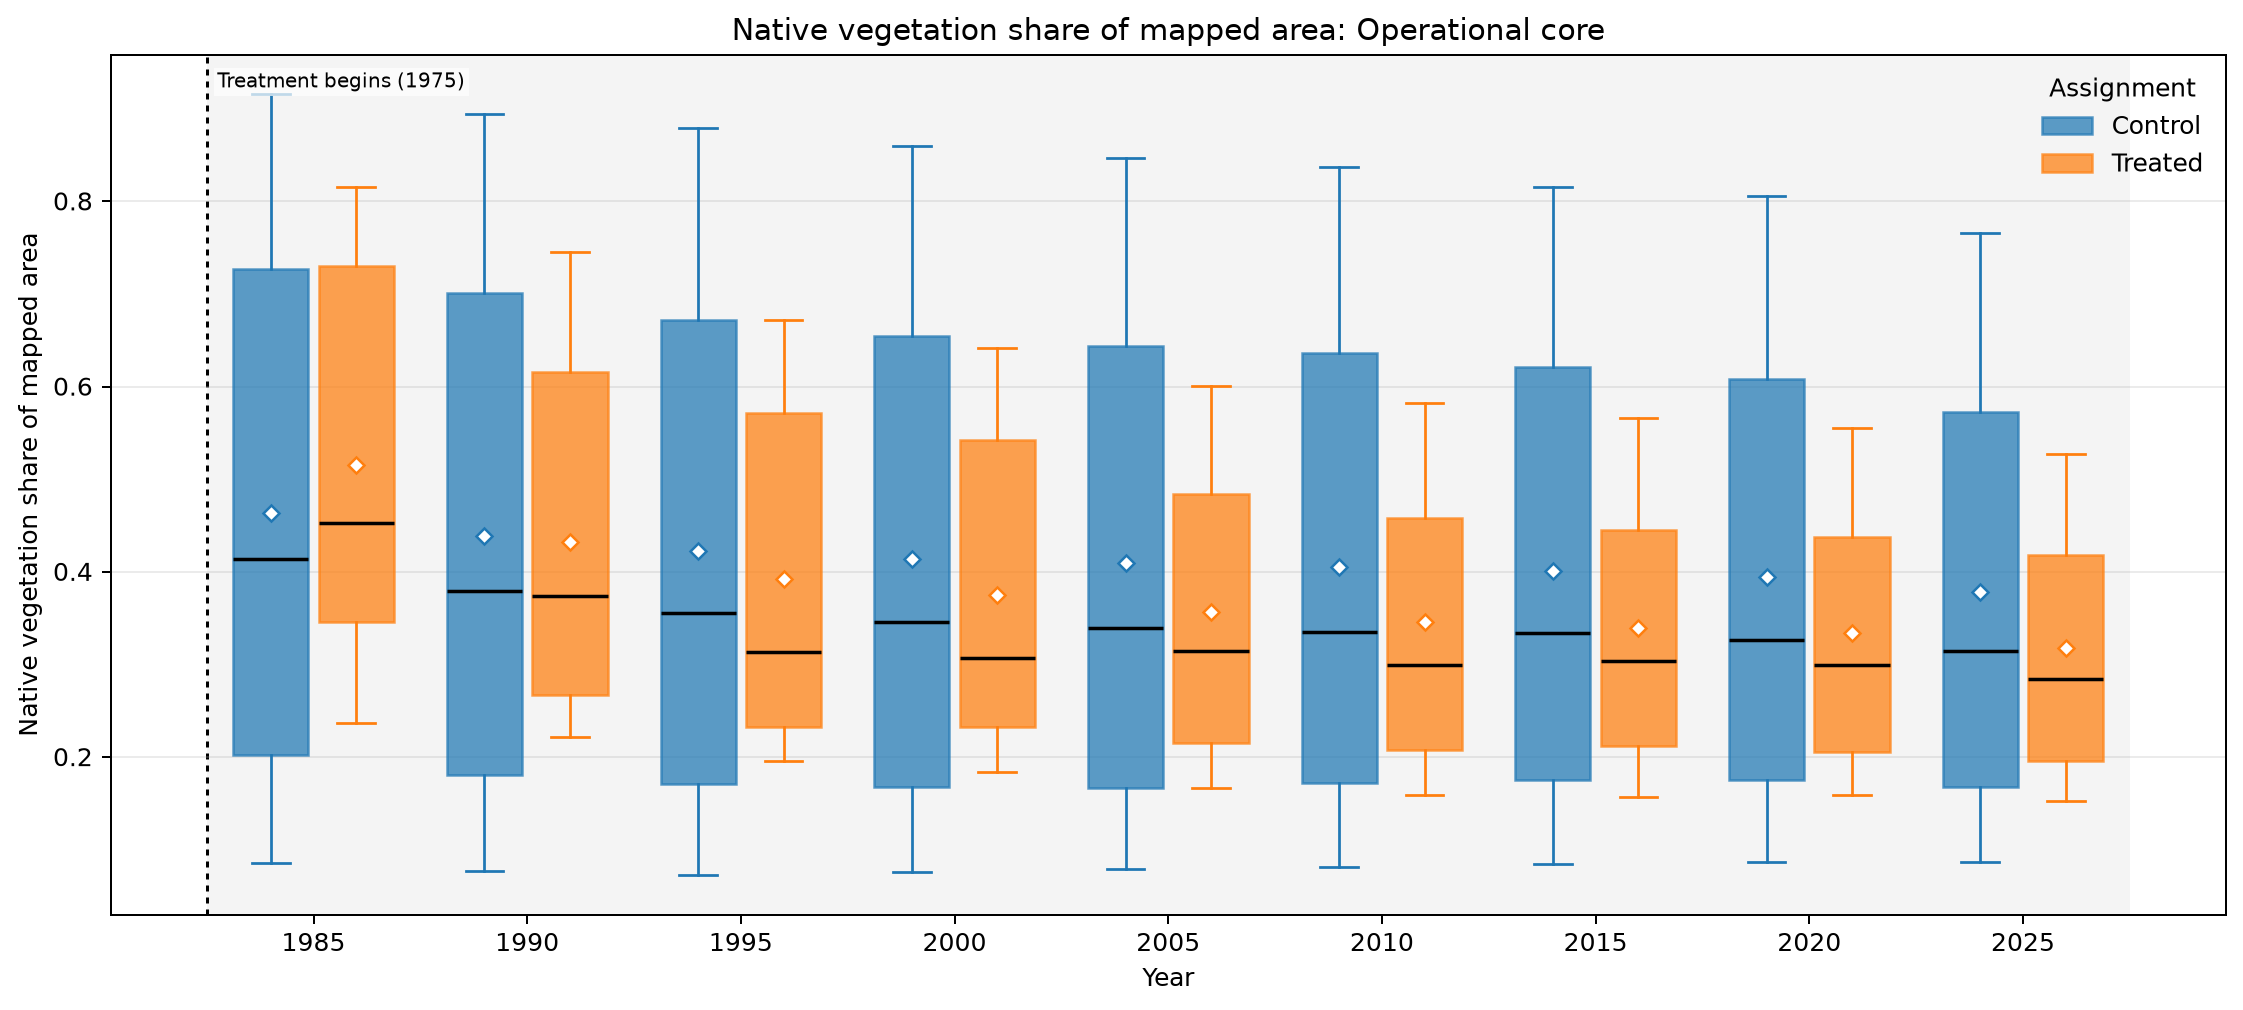 Native vegetation share of mapped area: Operational core
Treatment begins (1975)
Assignment
Control
Treated
Native vegetation share of mapped area
0.8
0.6
0.4
0.2
1985
1990
1995
2000
2005
2010
2015
2020
2025
Year